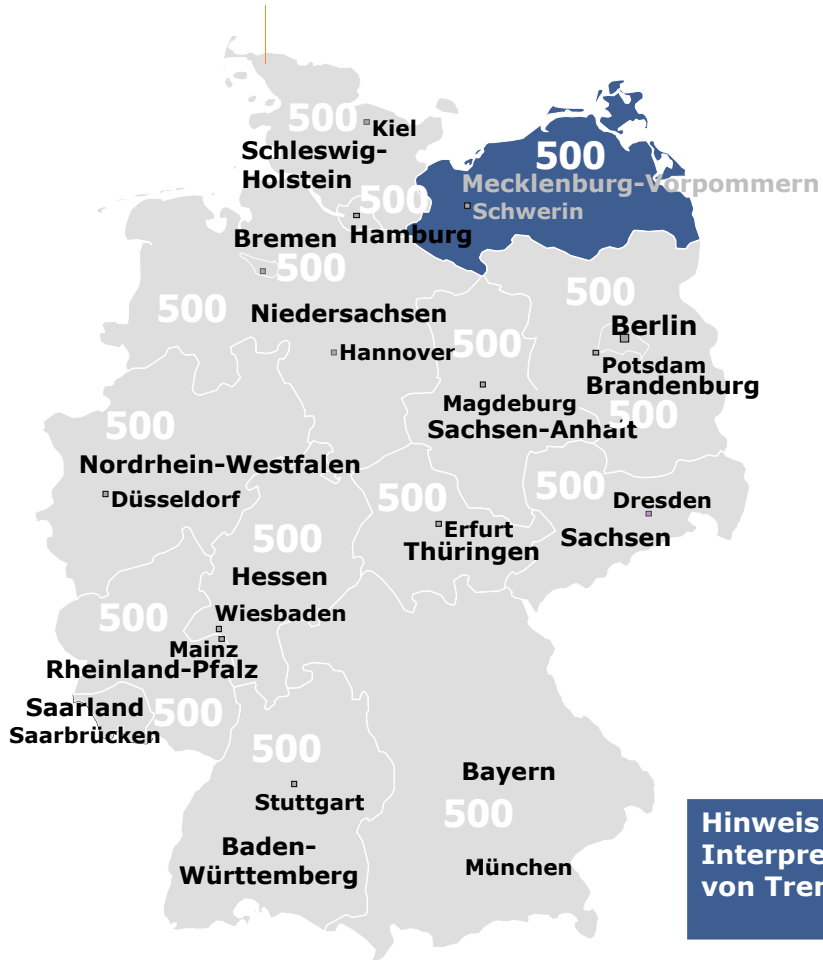 500
Kiel
Schleswig-
Holstein
500
Mecklenburg-Vorpommern
Schwerin
500
Hamburg
Bremen
500
500
Niedersachsen
Hannover
500
Berlin
Potsdam
Brandenburg
500
500
Magdeburg
Sachsen-Anhalt
500
Nordrhein-Westfalen
Düsseldorf
500
Erfurt
Thüringen
500
Dresden
Sachsen
500
Hessen
Wiesbaden
500
Mainz
Rheinland-Pfalz
Saarland
500
Saarbrücken
500
Stuttgart
Baden-
Württemberg
Bayern
500
München
Hinweis
Interpre
von Tren